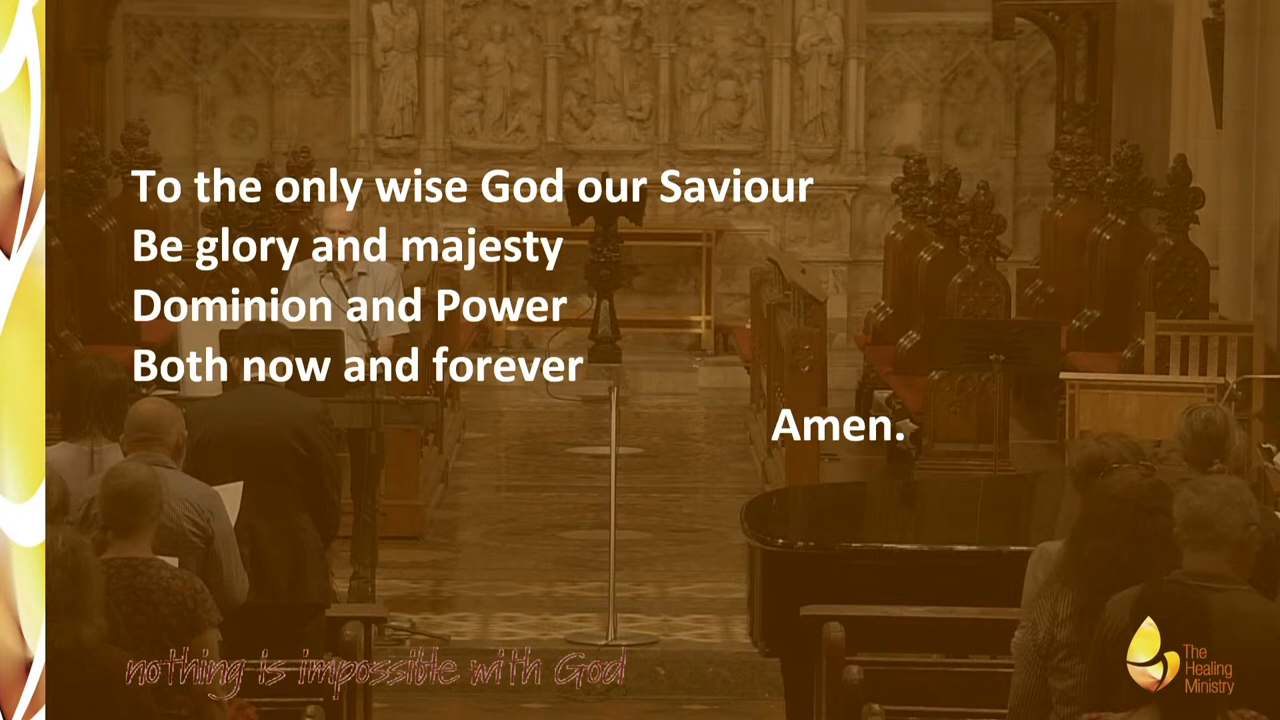 To the only wise God our Saviour
Be glory and majesty
Dominion and Power
Both now and forever
Amen.
nothing is impossible with God
The
Healing
Ministry